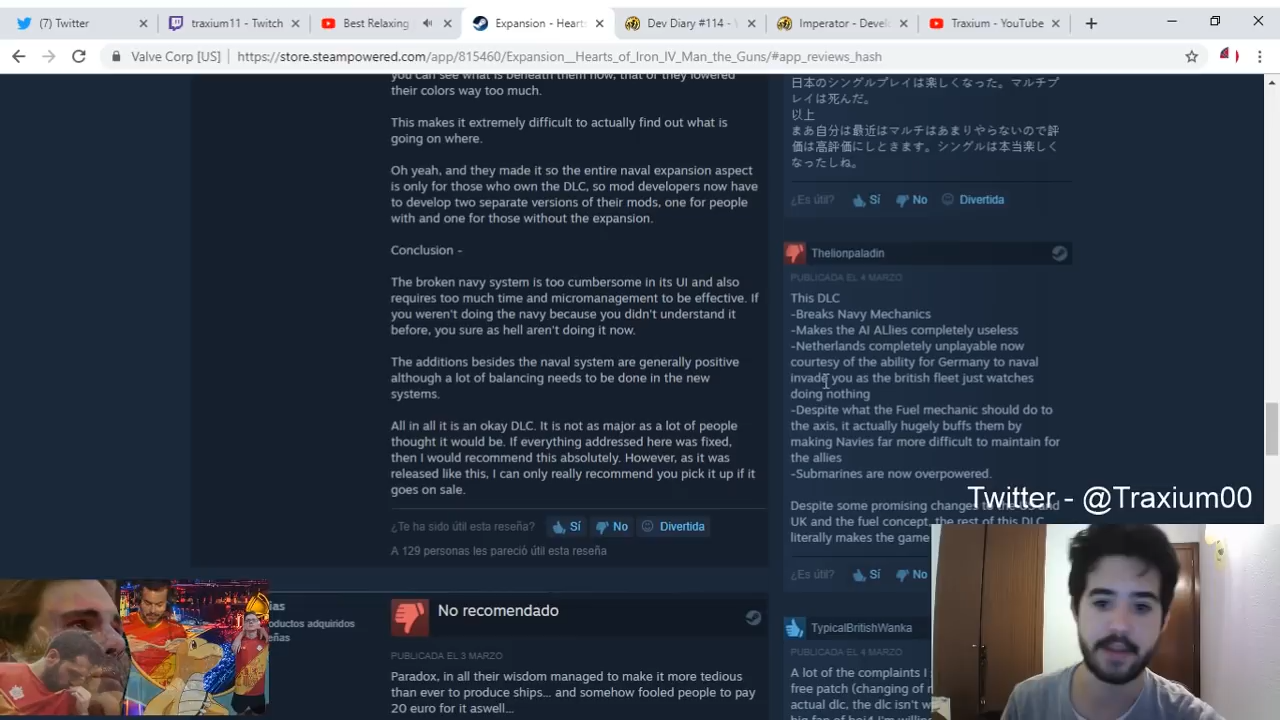 (7) Twitter
traxium11 - Twitch
Best Relaxing
Expansion - Hearts
Dev Diary #114 -
Imperator - Devel
Traxium - YouTube
Valve Corp [US]
https://store.steampowered.com/app/815460/Expansion__Hearts_of_Iron_IV_Man_the_Guns/#app_reviews_hash
you can see what is beneath them now, that or they lowered
their colors way too much.
This makes it extremely difficult to actually find out what is
going on where.
Oh yeah, and they made it so the entire naval expansion aspect
is only for those who own the DLC, so mod developers now have
to develop two separate versions of their mods, one for people
with and one for those without the expansion.
Conclusion -
The broken navy system is too cumbersome in its UI and also
requires too much time and micromanagement to be effective. If
you weren't doing the navy because you didn't understand it
before, you sure as hell aren't doing it now.
The additions besides the naval system are generally positive
although a lot of balancing needs to be done in the new
systems.
All in all it is an okay DLC. It is not as major as a lot of people
thought it would be. If everything addressed here was fixed,
then I would recommend this absolutely. However, as it was
released like this, I can only really recommend you pick it up if it
goes on sale.
¿Te ha sido útil esta reseña? Sí No Divertida
A 129 personas les pareció útil esta reseña
oductos adquiridos
eñas
No recomendado
PUBLICADA EL 3 MARZO
Paradox, in all their wisdom managed to make it more tedious
than ever to produce ships... and somehow fooled people to pay
20 euro for it aswell...
日本のシングルプレイは楽しくなった。マルチプ
レイは死んだ。
以上
まあ自分は最近はマルチはあまりやらないので評
価は高評価にしときます。シングルは本当楽しく
なったしね。
¿Es útil? Sí No Divertida
Thelionpaladin
PUBLICADA EL 4 MARZO
This DLC
-Breaks Navy Mechanics
-Makes the AI ALlies completely useless
-Netherlands completely unplayable now
courtesy of the ability for Germany to naval
invade you as the british fleet just watches
doing nothing
-Despite what the Fuel mechanic should do to
the axis, it actually hugely buffs them by
making Navies far more difficult to maintain for
the allies
-Submarines are now overpowered.
Despite some promising changes to the US and
UK and the fuel concept, the rest of this DLC
literally makes the game
¿Es útil? Sí No
Twitter - @Traxium00
TypicalBritishWanka
PUBLICADA EL 4 MARZO
A lot of the complaints I
free patch (changing of
actual dlc, the dlc isn't